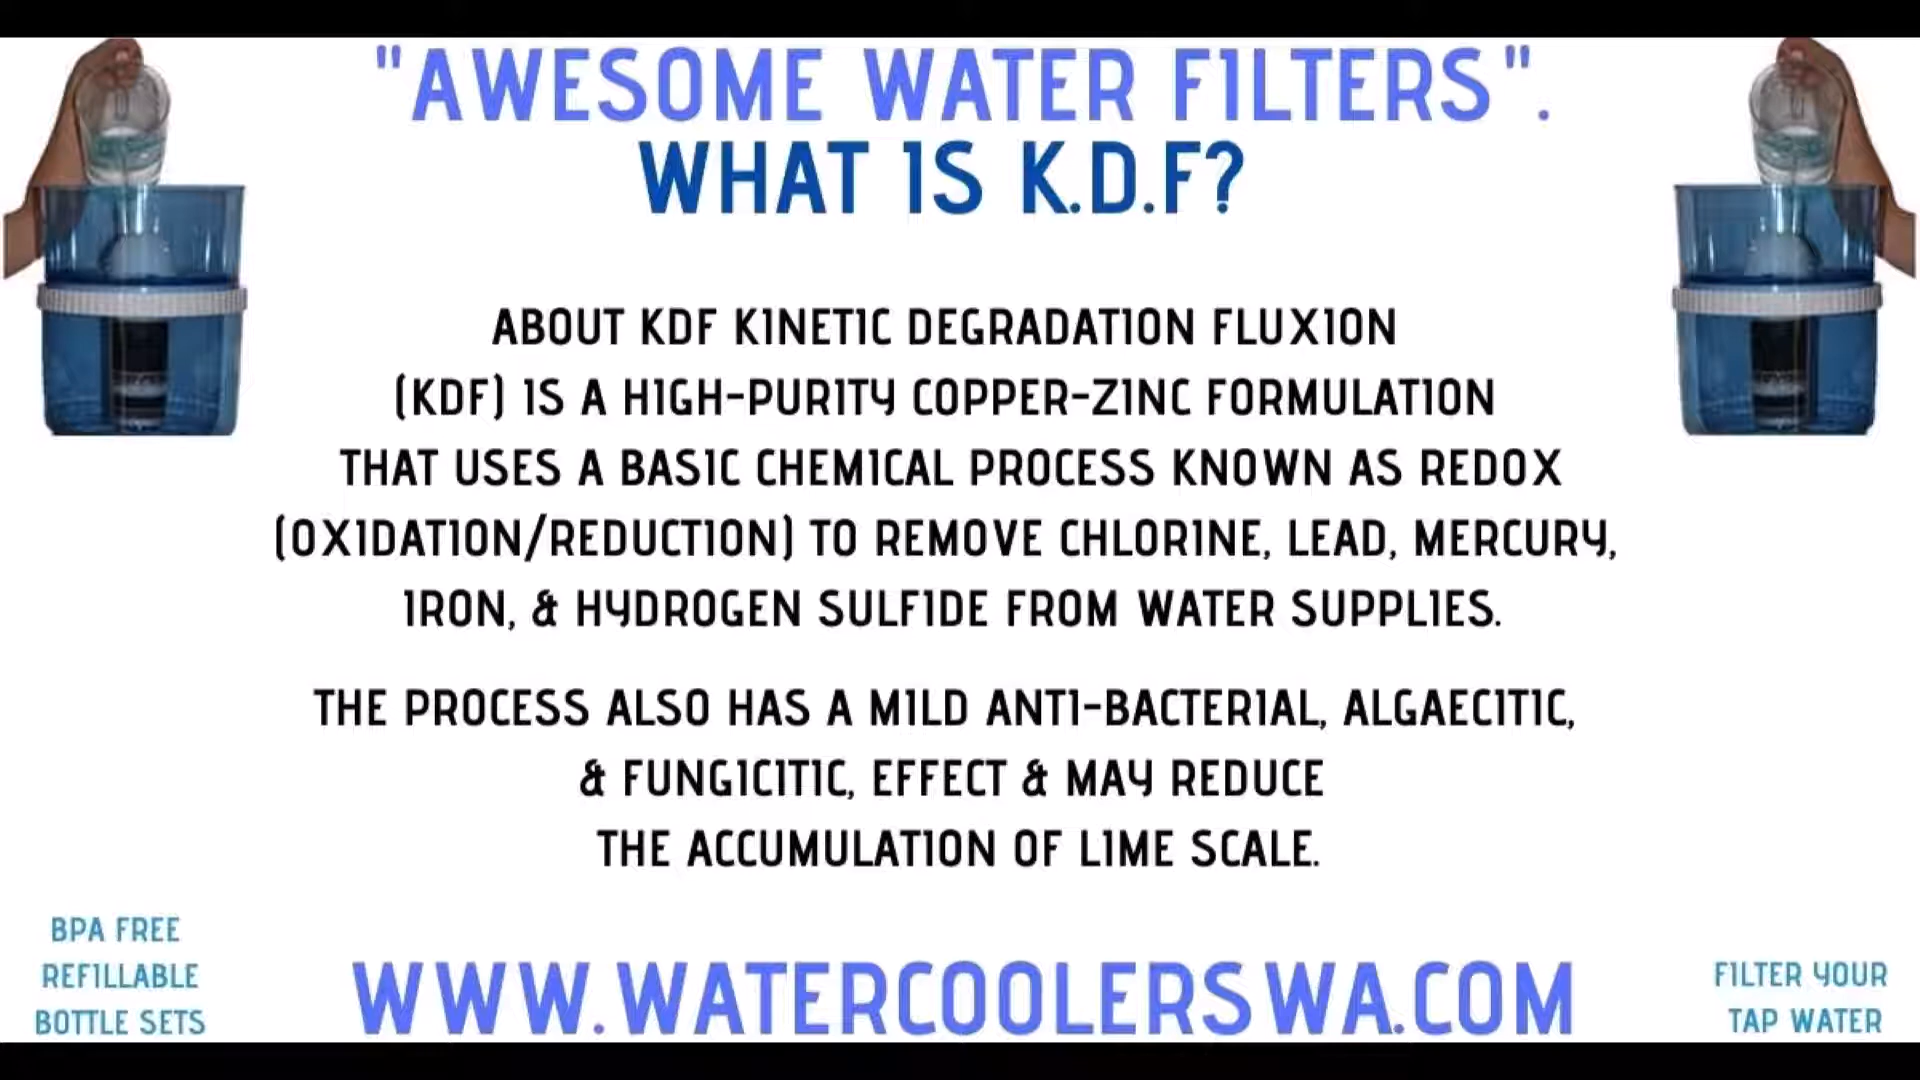 "AWESOME WATER FILTERS".
WHAT IS K.D.F?
ABOUT KDF KINETIC DEGRADATION FLUXION
(KDF) IS A HIGH-PURITY COPPER-ZINC FORMULATION
THAT USES A BASIC CHEMICAL PROCESS KNOWN AS REDOX
(OXIDATION/REDUCTION) TO REMOVE CHLORINE, LEAD, MERCURY,
IRON, & HYDROGEN SULFIDE FROM WATER SUPPLIES.
THE PROCESS ALSO HAS A MILD ANTI-BACTERIAL, ALGAECITIC,
& FUNGICITIC, EFFECT & MAY REDUCE
THE ACCUMULATION OF LIME SCALE.
BPA FREE
REFILLABLE
BOTTLE SETS
WWW.WATERCOOLERSWA.COM
FILTER YOUR
TAP WATER